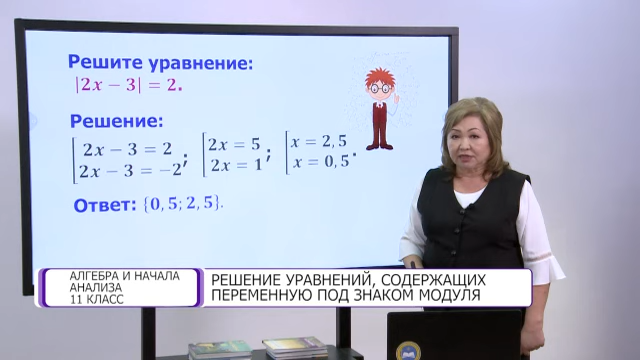 Решите уравнение:
|2x − 3| = 2.
Решение:
[2x − 3 = 2 [2x = 5 [x = 2,5
2x − 3 = −2; 2x = 1; x = 0,5.
Ответ: {0,5; 2,5}.
АЛГЕБРА И НАЧАЛА
АНАЛИЗА
11 КЛАСС
РЕШЕНИЕ УРАВНЕНИЙ, СОДЕРЖАЩИХ
ПЕРЕМЕННУЮ ПОД ЗНАКОМ МОДУЛЯ